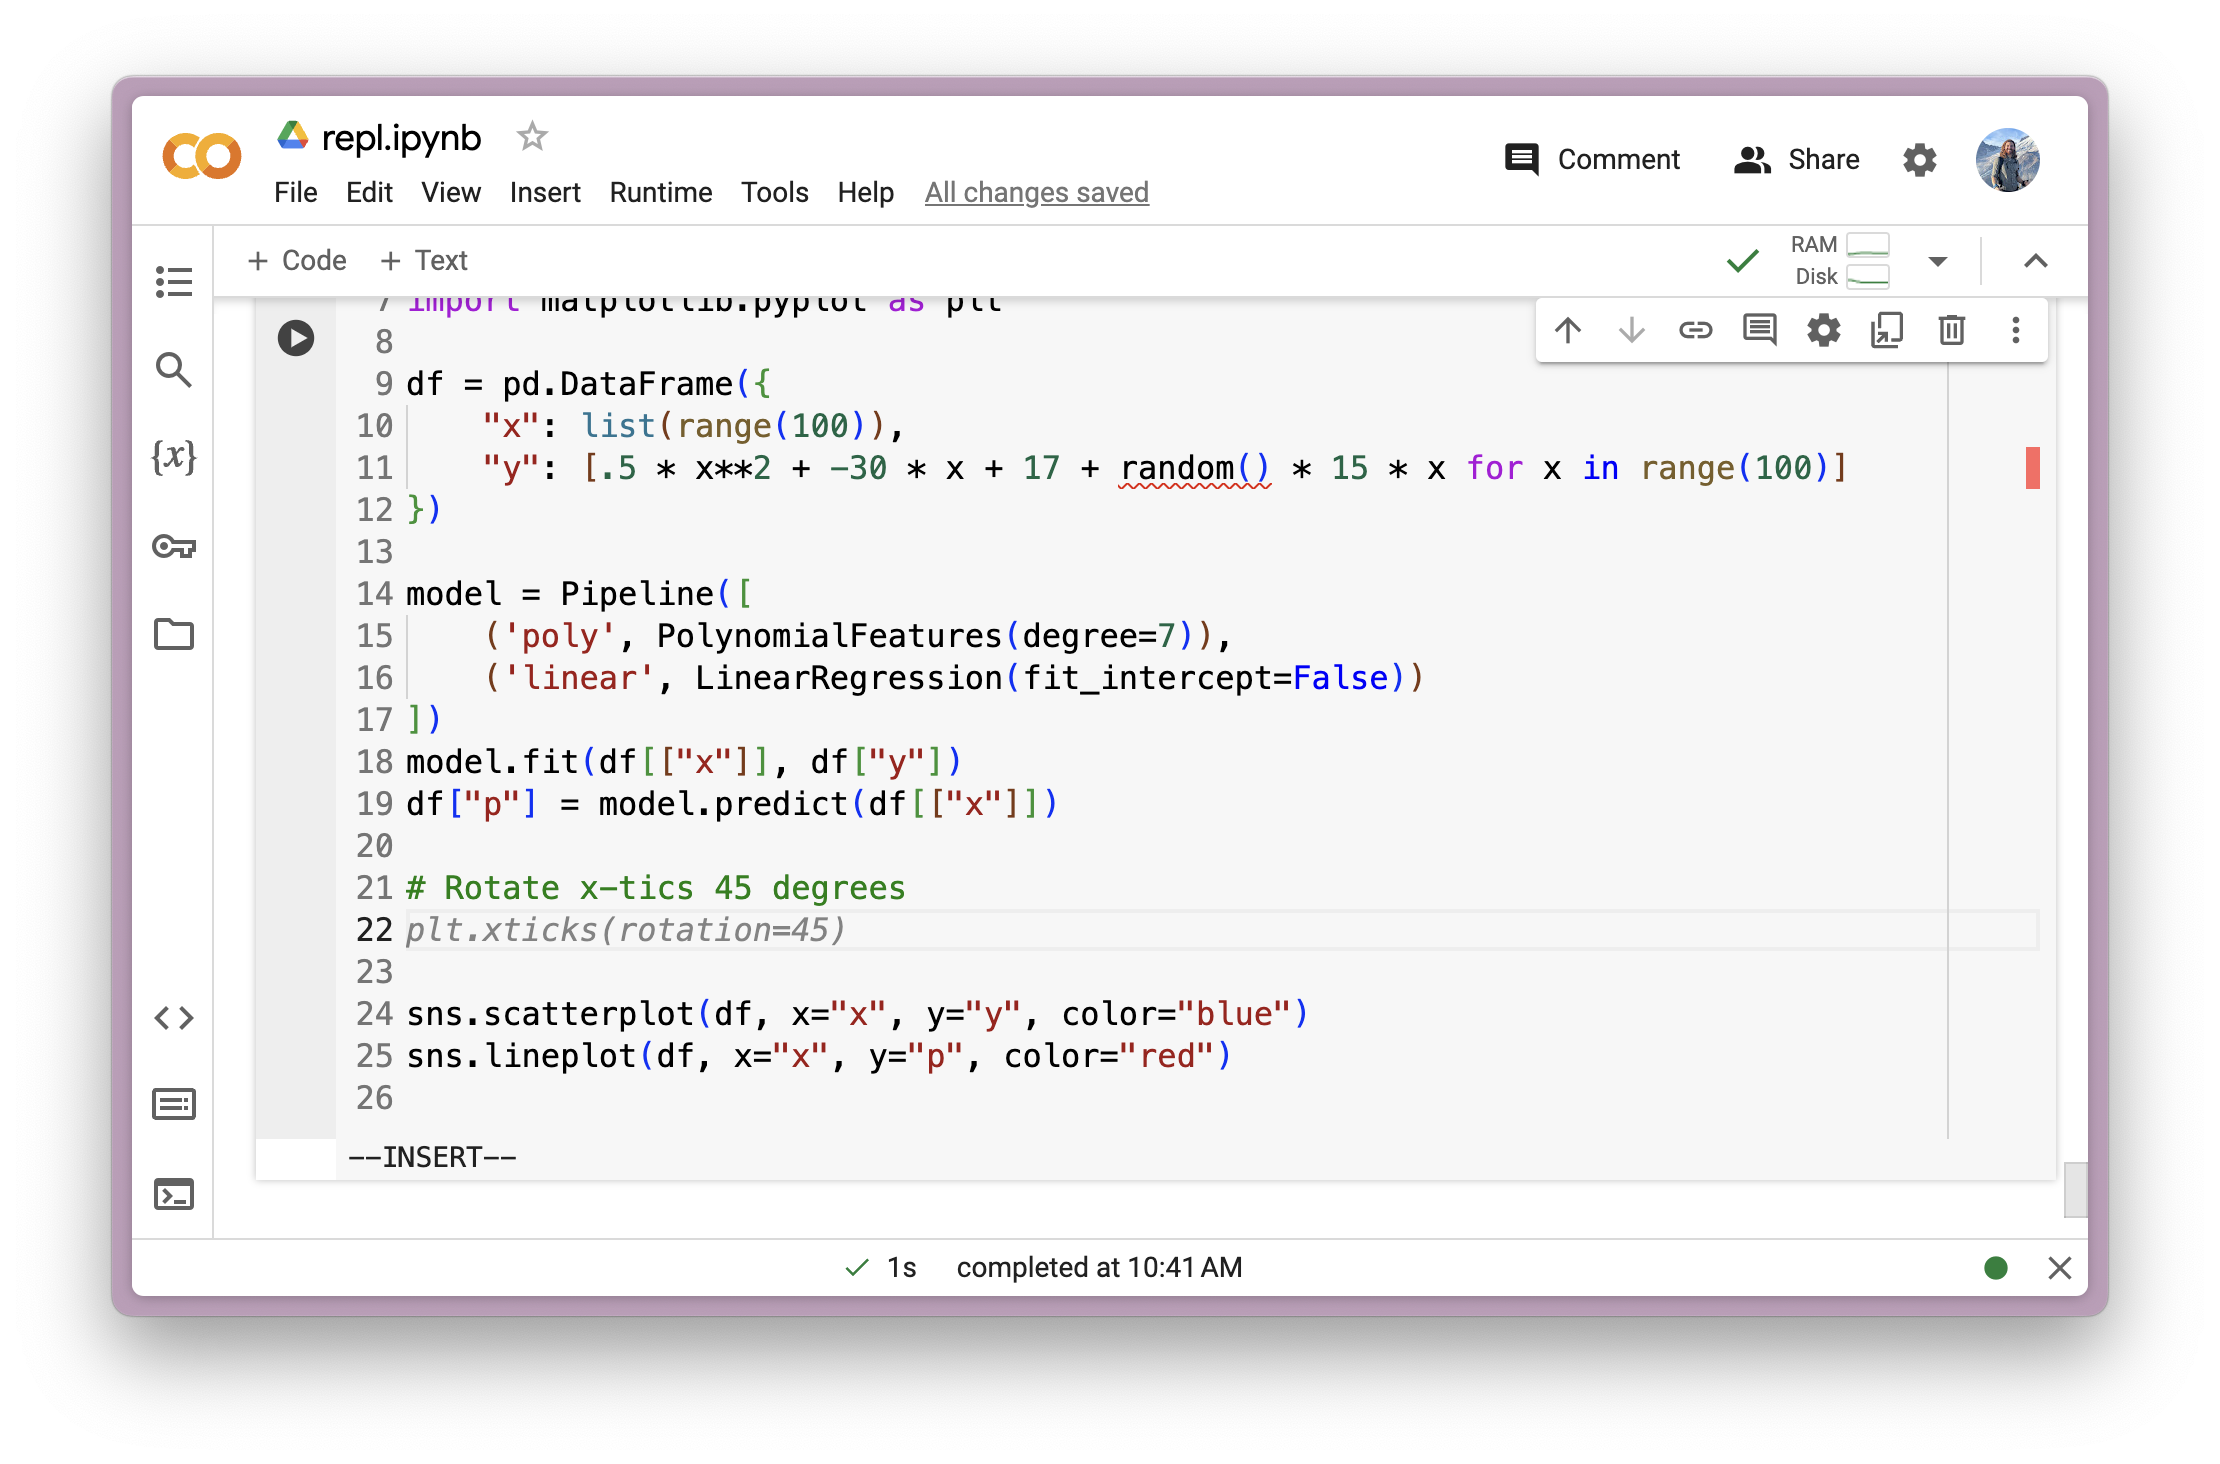 repl.ipynb
File Edit View Insert Runtime Tools Help All changes saved
Comment Share
+ Code + Text
RAM
Disk
7 import matplotlib.pyplot as plt
8
9 df = pd.DataFrame({
10     "x": list(range(100)),
11     "y": [.5 * x**2 + -30 * x + 17 + random() * 15 * x for x in range(100)]
12 })
13
14 model = Pipeline([
15     ('poly', PolynomialFeatures(degree=7)),
16     ('linear', LinearRegression(fit_intercept=False))
17 ])
18 model.fit(df[["x"]], df["y"])
19 df["p"] = model.predict(df[["x"]])
20
21 # Rotate x-tics 45 degrees
22 plt.xticks(rotation=45)
23
24 sns.scatterplot(df, x="x", y="y", color="blue")
25 sns.lineplot(df, x="x", y="p", color="red")
26
--INSERT--
1s completed at 10:41 AM